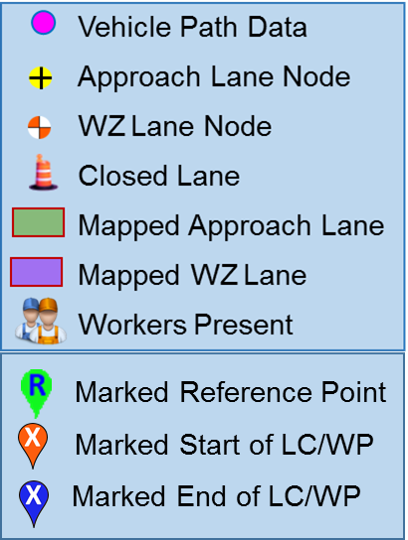 Vehicle Path Data
Approach Lane Node
WZ Lane Node
Closed Lane
Mapped Approach Lane
Mapped WZ Lane
Workers Present
R Marked Reference Point
X Marked Start of LC/WP
X Marked End of LC/WP